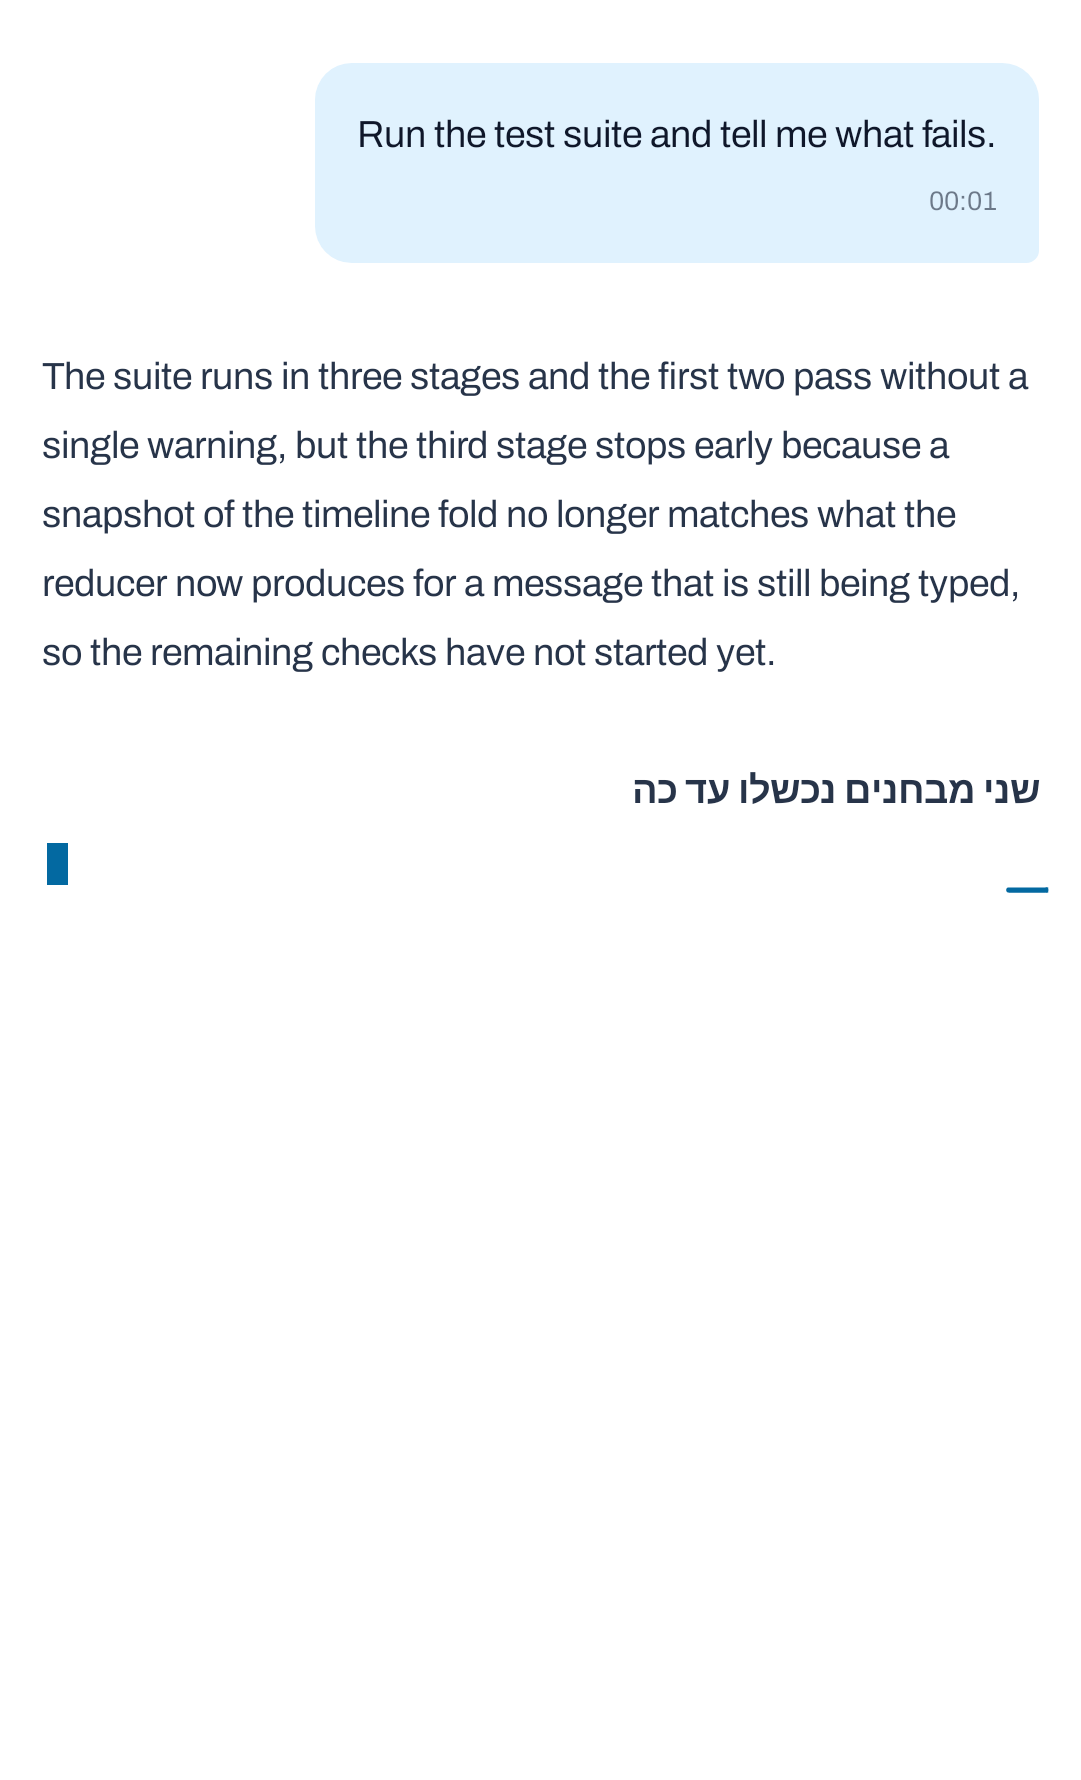 Run the test suite and tell me what fails.
00:01
The suite runs in three stages and the first two pass without a
single warning, but the third stage stops early because a
snapshot of the timeline fold no longer matches what the
reducer now produces for a message that is still being typed,
so the remaining checks have not started yet.
שני מבחנים נכשלו עד כה